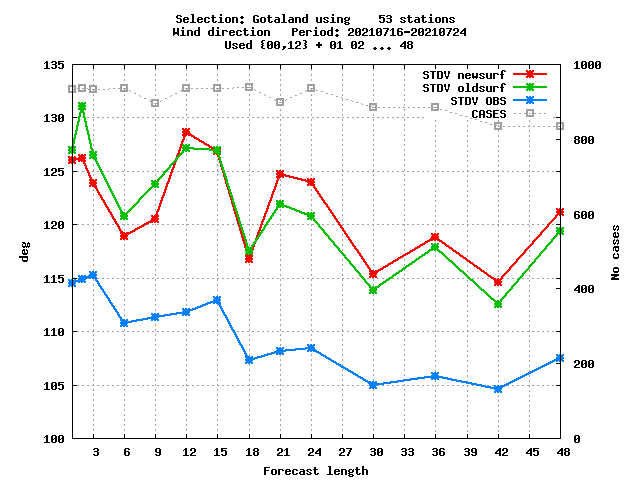 Selection: Gotaland using    53 stations
Wind direction   Period: 20210716-20210724
Used {00,12} + 01 02 ... 48
STDV newsurf
STDV oldsurf
STDV OBS
CASES
135
130
125
120
115
110
105
100
1000
800
600
400
200
0
deg
No cases
3 6 9 12 15 18 21 24 27 30 33 36 39 42 45 48
Forecast length